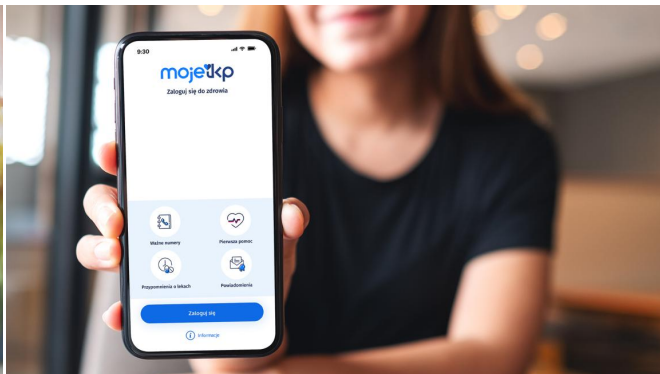 9:30
mojeikp
Zaloguj się do zdrowia
Ważne numery
Pierwsza pomoc
Przypomnienia o lekach
Powiadomienia
Zaloguj się
Informacje